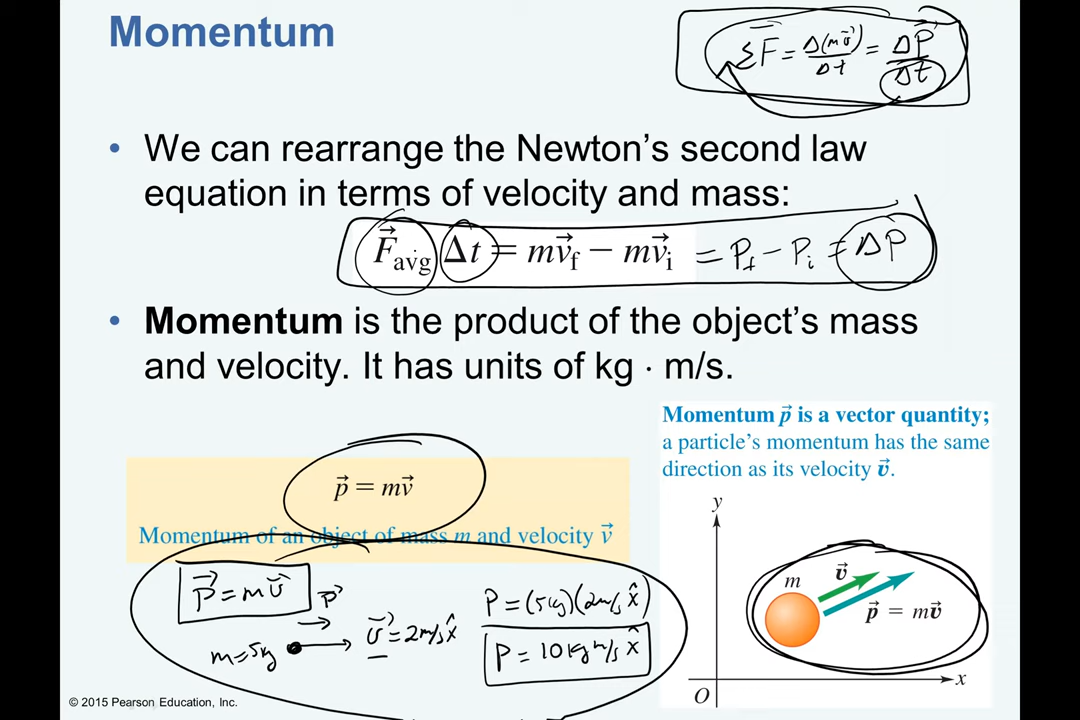 Momentum
ΣF⃗ = Δ(mv⃗)/Δt = ΔP⃗/Δt
• We can rearrange the Newton’s second law
equation in terms of velocity and mass:
F⃗avg Δt = mv⃗f − mv⃗i = Pf − Pi = ΔP
• Momentum is the product of the object’s mass
and velocity. It has units of kg · m/s.
p⃗ = mv⃗
Momentum of an object of mass m and velocity v⃗
P⃗ = mv⃗
P⃗
m=5kg
v⃗ = 2m/s x̂
P = (5kg)(2m/s x̂)
P = 10 kg m/s x̂
Momentum p⃗ is a vector quantity;
a particle’s momentum has the same
direction as its velocity v⃗.
y
m
v⃗
p⃗ = mv⃗
x
O
© 2015 Pearson Education, Inc.